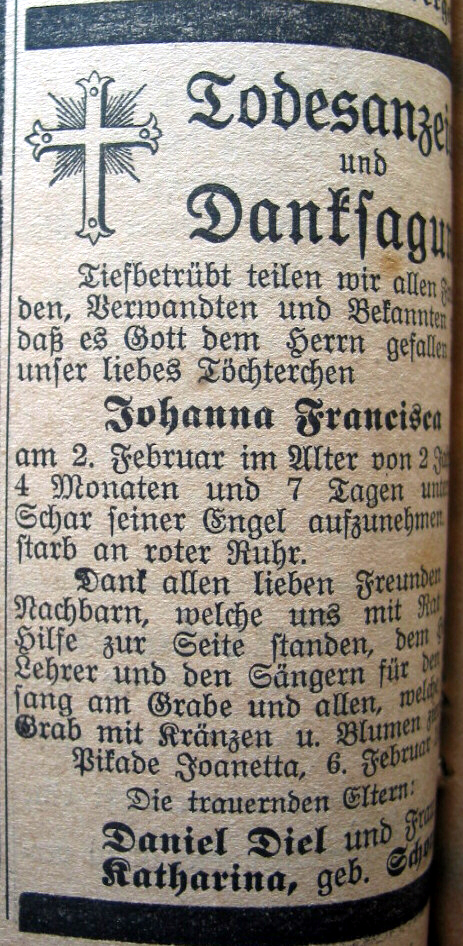 Todesanzei
und
Danksagun
Tiefbetrübt teilen wir allen
den, Verwandten und Bekannten
daß es Gott dem Herrn gefallen
unser liebes Töchterchen
Johanna Francisca
am 2. Februar im Alter von 2
4 Monaten und 7 Tagen unt
Schar seiner Engel aufzunehmen.
starb an roter Ruhr.
Dank allen lieben Freunden
Nachbarn, welche uns mit Rat
Hilfe zur Seite standen, dem
Lehrer und den Sängern für den
sang am Grabe und allen, welche
Grab mit Kränzen u. Blumen
Pikade Joanetta, 6. Februar
Die trauernden Eltern:
Daniel Diel und Frau
Katharina, geb.